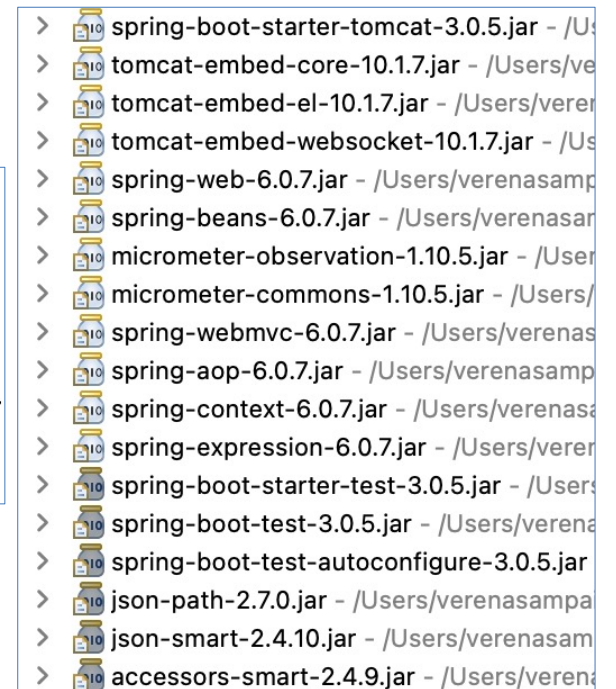 spring-boot-starter-tomcat-3.0.5.jar - /Us
tomcat-embed-core-10.1.7.jar - /Users/ve
tomcat-embed-el-10.1.7.jar - /Users/veren
tomcat-embed-websocket-10.1.7.jar - /Us
spring-web-6.0.7.jar - /Users/verenasamp
spring-beans-6.0.7.jar - /Users/verenasar
micrometer-observation-1.10.5.jar - /User
micrometer-commons-1.10.5.jar - /Users/
spring-webmvc-6.0.7.jar - /Users/verenas
spring-aop-6.0.7.jar - /Users/verenasamp
spring-context-6.0.7.jar - /Users/verenasa
spring-expression-6.0.7.jar - /Users/verer
spring-boot-starter-test-3.0.5.jar - /Users
spring-boot-test-3.0.5.jar - /Users/verena
spring-boot-test-autoconfigure-3.0.5.jar
json-path-2.7.0.jar - /Users/verenasampa
json-smart-2.4.10.jar - /Users/verenasam
accessors-smart-2.4.9.jar - /Users/verena